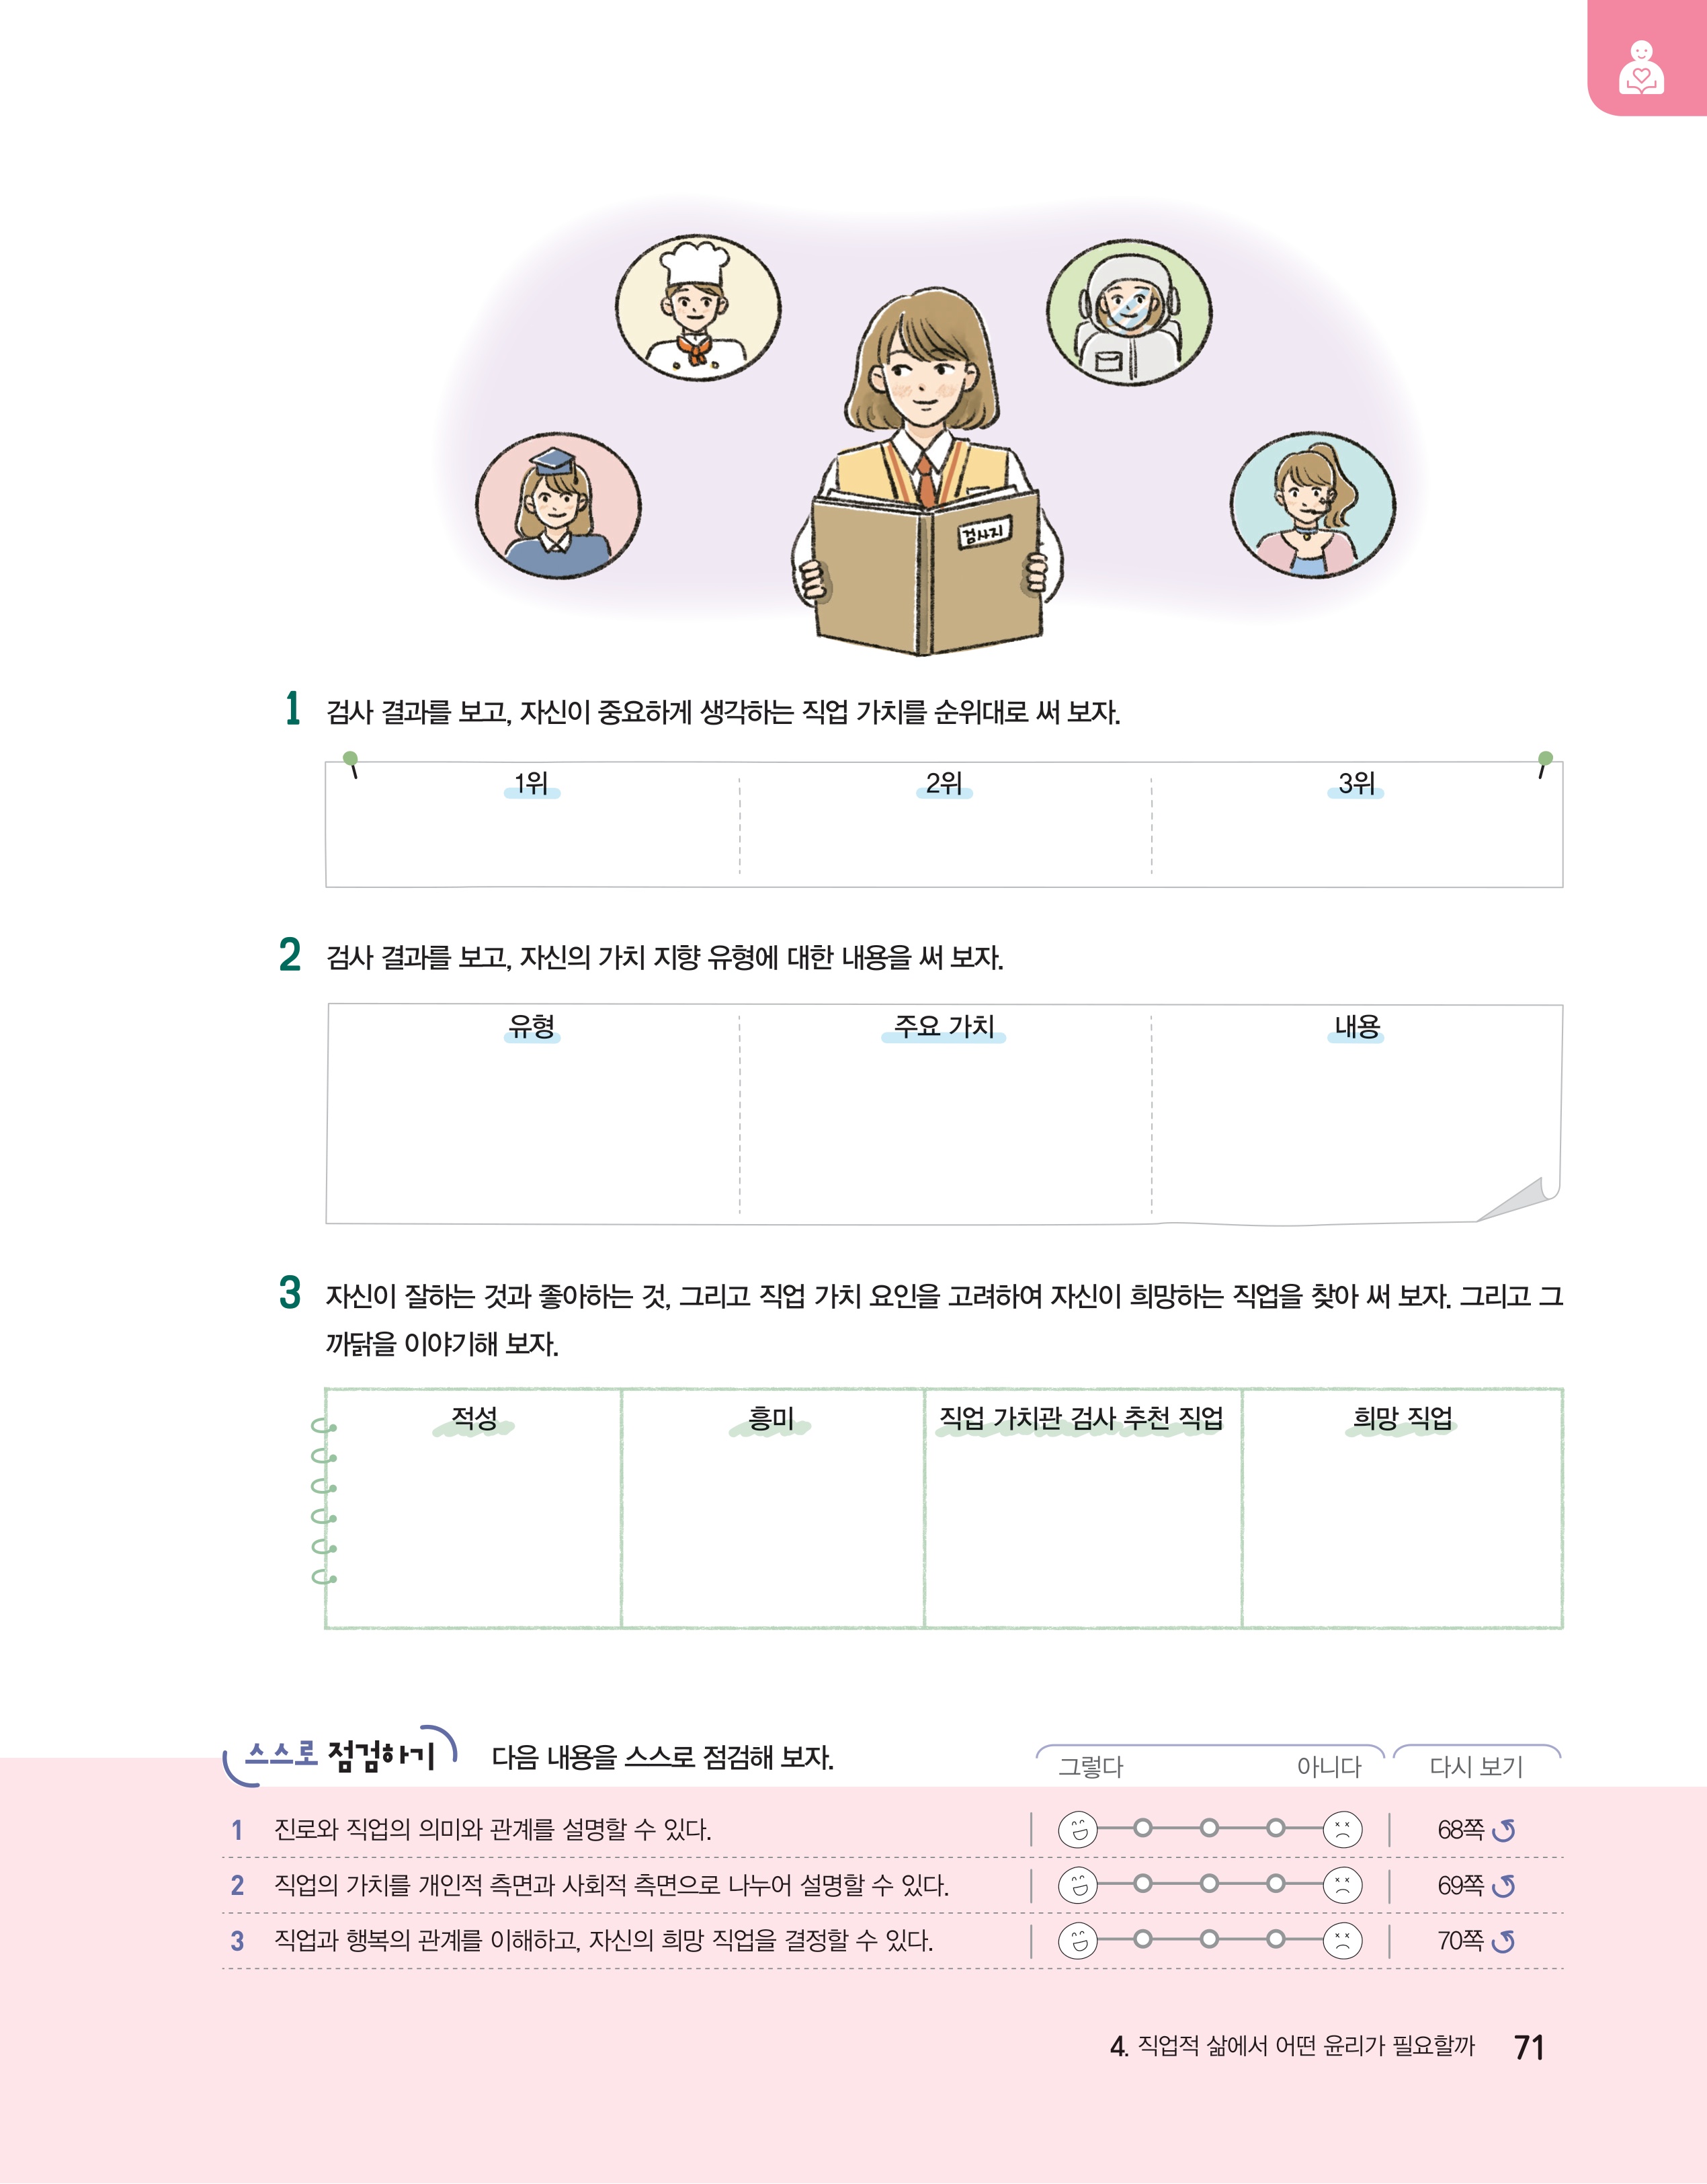 검사지
1 검사 결과를 보고, 자신이 중요하게 생각하는 직업 가치를 순위대로 써 보자.
1위 2위 3위
2 검사 결과를 보고, 자신의 가치 지향 유형에 대한 내용을 써 보자.
유형 주요 가치 내용
3 자신이 잘하는 것과 좋아하는 것, 그리고 직업 가치 요인을 고려하여 자신이 희망하는 직업을 찾아 써 보자. 그리고 그
까닭을 이야기해 보자.
적성 흥미 직업 가치관 검사 추천 직업 희망 직업
스스로 점검하기 다음 내용을 스스로 점검해 보자. 그렇다 아니다 다시 보기
1 진로와 직업의 의미와 관계를 설명할 수 있다. 68쪽
2 직업의 가치를 개인적 측면과 사회적 측면으로 나누어 설명할 수 있다. 69쪽
3 직업과 행복의 관계를 이해하고, 자신의 희망 직업을 결정할 수 있다. 70쪽
4. 직업적 삶에서 어떤 윤리가 필요할까 71